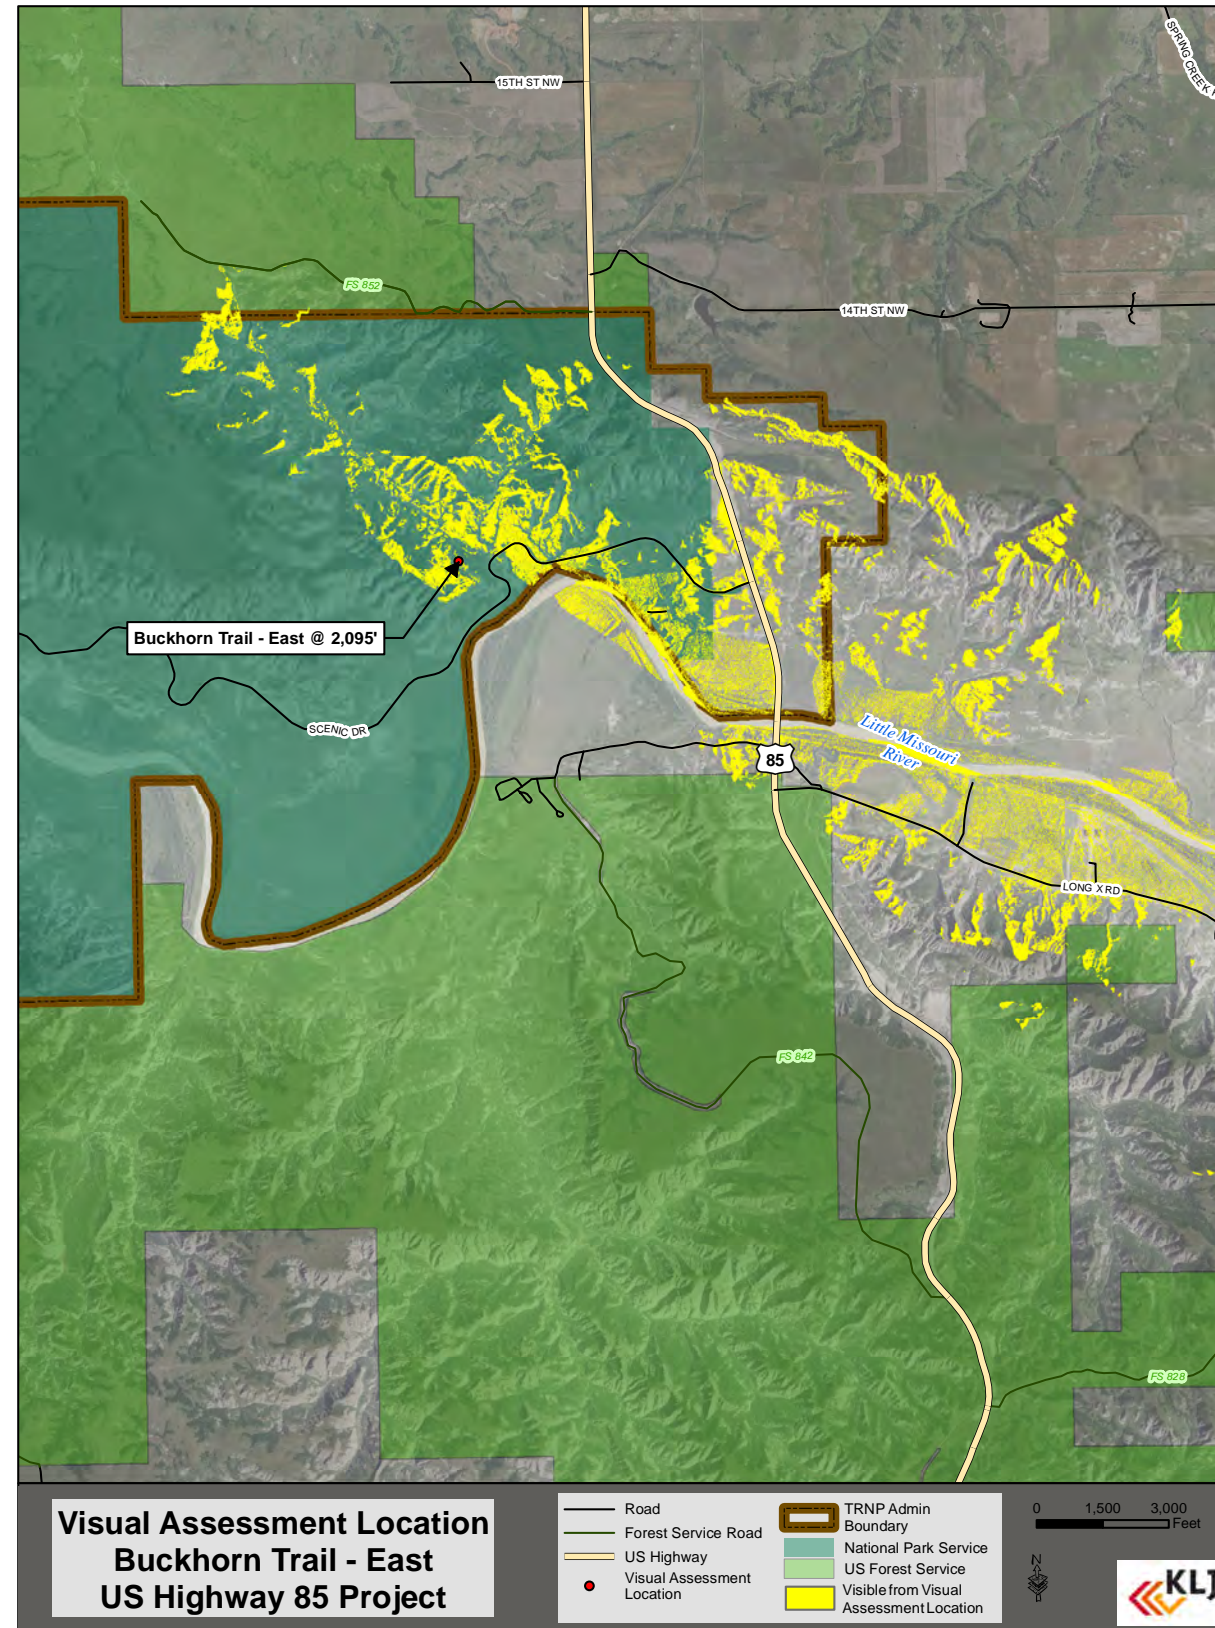 SPRING CREEK
15TH ST NW
FS 852
14TH ST NW
Buckhorn Trail - East @ 2,095'
SCENIC DR
Little Missouri
River
85
LONG X RD
FS 842
FS 828
Visual Assessment Location
Buckhorn Trail - East
US Highway 85 Project
Road
Forest Service Road
US Highway
Visual Assessment
Location
TRNP Admin
Boundary
National Park Service
US Forest Service
Visible from Visual
Assessment Location
0 1,500 3,000
Feet
N
KLJ